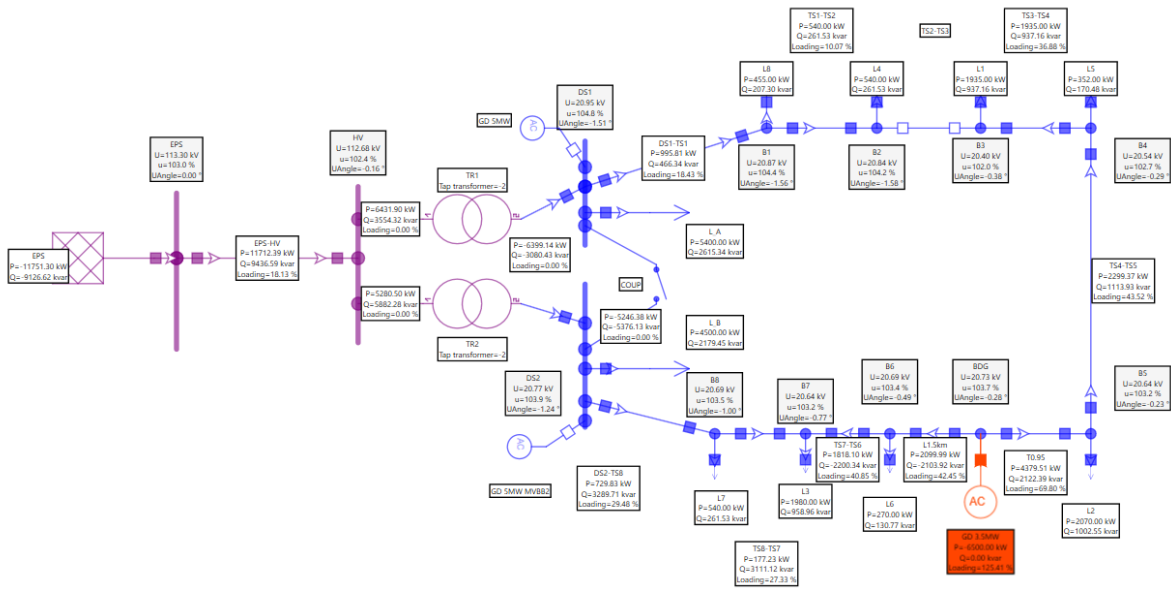 TS1-TS2
P=540.00 kW
Q=261.53 kvar
Loading=10.07 %
TS2-TS3
TS3-TS4
P=1935.00 kW
Q=937.16 kvar
Loading=36.88 %
L8
P=455.00 kW
Q=207.30 kvar
L4
P=540.00 kW
Q=261.53 kvar
L1
P=1935.00 kW
Q=937.16 kvar
L5
P=352.00 kW
Q=170.48 kvar
DS1
U=20.95 kV
u=104.8 %
UAngle=-1.51 °
GD 5MW
AC
DS1-TS1
P=995.81 kW
Q=466.34 kvar
Loading=18.43 %
B1
U=20.87 kV
u=104.4 %
UAngle=-1.56 °
B2
U=20.84 kV
u=104.2 %
UAngle=-1.58 °
B3
U=20.40 kV
u=102.0 %
UAngle=-0.38 °
B4
U=20.54 kV
u=102.7 %
UAngle=-0.29 °
EPS
U=113.30 kV
u=103.0 %
UAngle=0.00 °
HV
U=112.68 kV
u=102.4 %
UAngle=-0.16 °
TR1
Tap transformer=-2
P=6431.90 kW
Q=3554.32 kvar
Loading=0.00 %
1
2
P=-6399.14 kW
Q=-3080.43 kvar
Loading=0.00 %
L_A
P=5400.00 kW
Q=2615.34 kvar
EPS
P=-11751.30 kW
Q=-9126.62 kvar
EPS-HV
P=11712.39 kW
Q=9436.59 kvar
Loading=18.13 %
COUP
TS4-TS5
P=2299.37 kW
Q=1113.93 kvar
Loading=43.52 %
P=5280.50 kW
Q=5882.28 kvar
Loading=0.00 %
1
2
P=-5246.38 kW
Q=-5376.13 kvar
Loading=0.00 %
L_B
P=4500.00 kW
Q=2179.45 kvar
TR2
Tap transformer=-2
DS2
U=20.77 kV
u=103.9 %
UAngle=-1.24 °
B8
U=20.69 kV
u=103.5 %
UAngle=-1.00 °
B7
U=20.64 kV
u=103.2 %
UAngle=-0.77 °
B6
U=20.69 kV
u=103.4 %
UAngle=-0.49 °
BDG
U=20.73 kV
u=103.7 %
UAngle=-0.28 °
B5
U=20.64 kV
u=103.2 %
UAngle=-0.23 °
AC
TS7-TS6
P=1818.10 kW
Q=-2200.34 kvar
Loading=40.85 %
L1.5km
P=2099.99 kW
Q=-2103.92 kvar
Loading=42.45 %
T0.95
P=4379.51 kW
Q=2122.39 kvar
Loading=69.80 %
GD 5MW MVBB2
DS2-TS8
P=729.83 kW
Q=3289.71 kvar
Loading=29.48 %
L7
P=540.00 kW
Q=261.53 kvar
L3
P=1980.00 kW
Q=958.96 kvar
L6
P=270.00 kW
Q=130.77 kvar
AC
L2
P=2070.00 kW
Q=1002.55 kvar
TS8-TS7
P=177.23 kW
Q=3111.12 kvar
Loading=27.33 %
GD 3.5MW
P=-6500.00 kW
Q=0.00 kvar
Loading=125.41 %